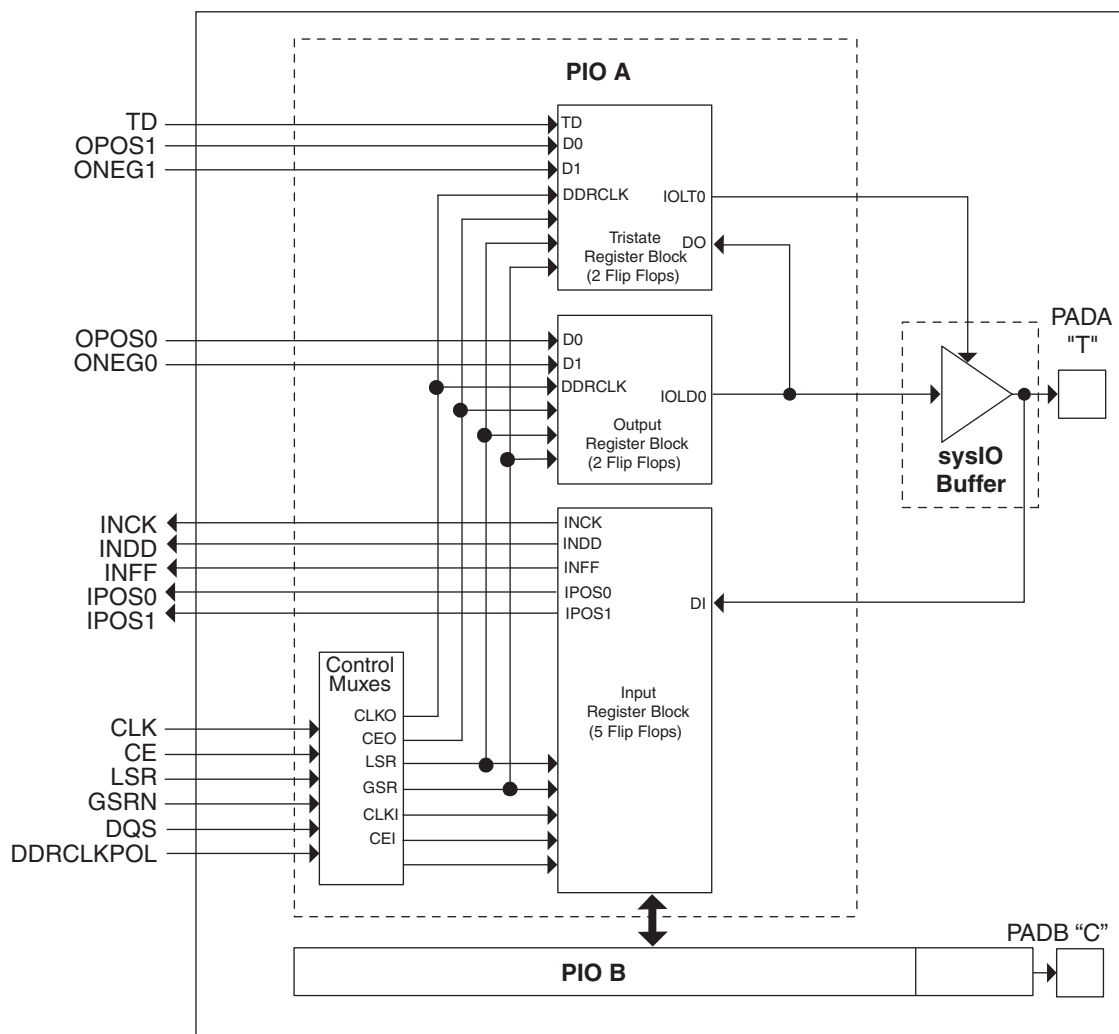 PIO A
TD
OPOS1
ONEG1
TD
D0
D1
DDRCLK
IOLT0
DO
Tristate
Register Block
(2 Flip Flops)
OPOS0
ONEG0
D0
D1
DDRCLK
IOLD0
Output
Register Block
(2 Flip Flops)
PADA
"T"
sysIO
Buffer
INCK
INDD
INFF
IPOS0
IPOS1
INCK
INDD
INFF
IPOS0
IPOS1
DI
Input
Register Block
(5 Flip Flops)
Control
Muxes
CLKO
CEO
LSR
GSR
CLKI
CEI
CLK
CE
LSR
GSRN
DQS
DDRCLKPOL
PADB “C”
PIO B